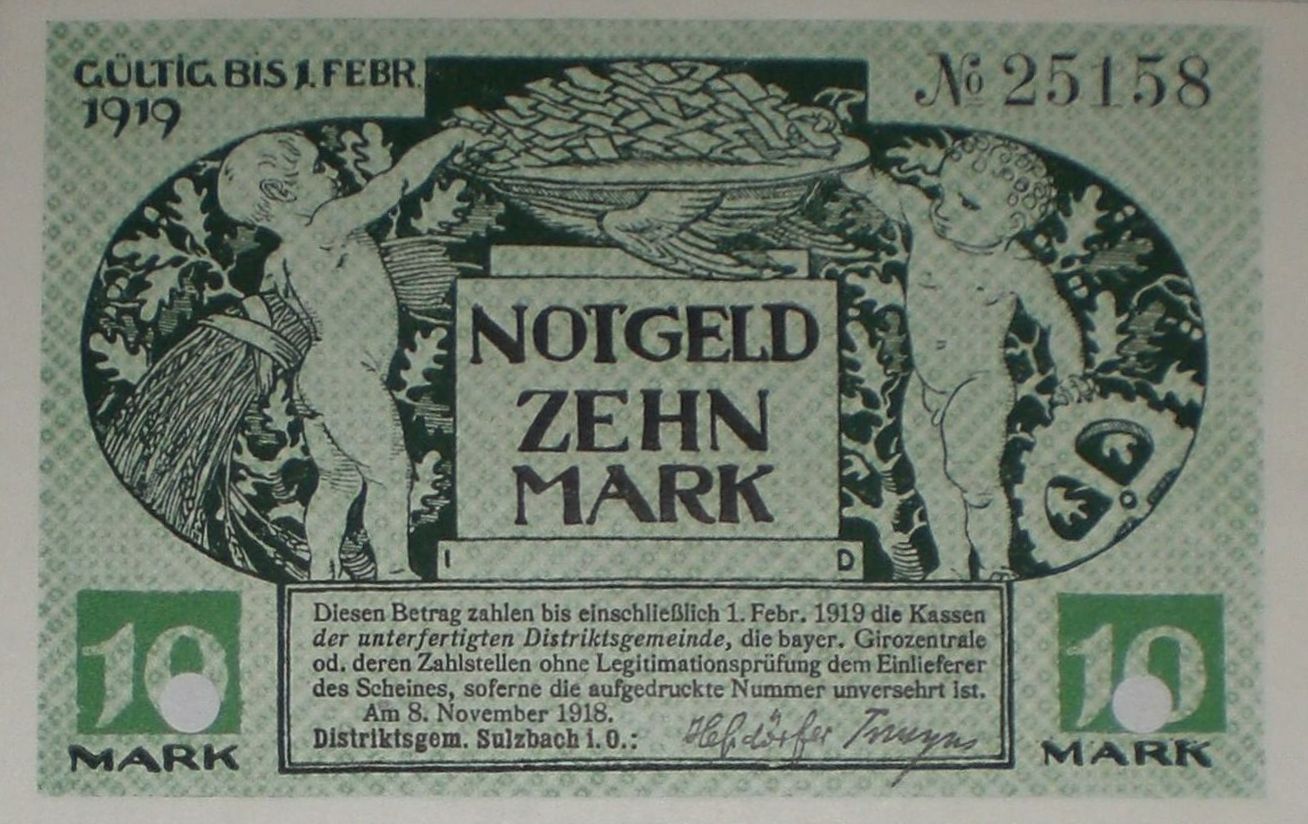 GÜLTIG BIS 1. FEBR.
1919
№ 25158
NOTGELD
ZEHN
MARK
I D
Diesen Betrag zahlen bis einschließlich 1. Febr. 1919 die Kassen
der unterfertigten Distriktsgemeinde, die bayer. Girozentrale
od. deren Zahlstellen ohne Legitimationsprüfung dem Einlieferer
des Scheines, soferne die aufgedruckte Nummer unversehrt ist.
Am 8. November 1918.
Distriktsgem. Sulzbach i. O.:
10
MARK
10
MARK